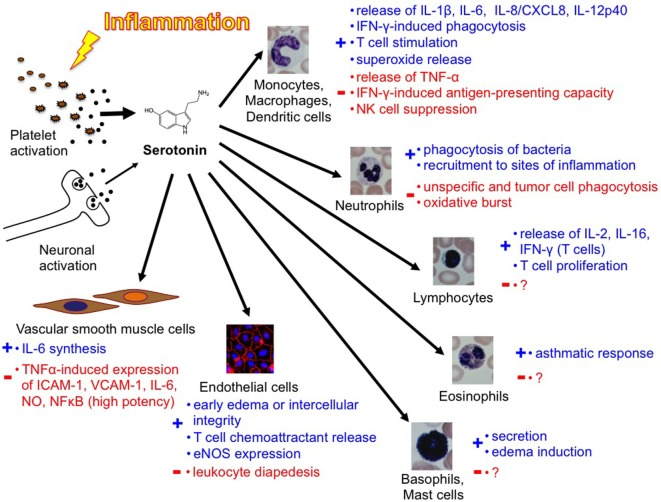 Inflammation
Platelet
activation
HO
NH₂
N
H
Serotonin
Neuronal
activation
Monocytes,
Macrophages,
Dendritic cells
+
• release of IL-1β, IL-6, IL-8/CXCL8, IL-12p40
• IFN-γ-induced phagocytosis
• T cell stimulation
• superoxide release
-
• release of TNF-α
• IFN-γ-induced antigen-presenting capacity
• NK cell suppression
Neutrophils
+
• phagocytosis of bacteria
• recruitment to sites of inflammation
-
• unspecific and tumor cell phagocytosis
• oxidative burst
Lymphocytes
+
• release of IL-2, IL-16,
IFN-γ (T cells)
• T cell proliferation
- • ?
Eosinophils
+ • asthmatic response
- • ?
Basophils,
Mast cells
+ • secretion
• edema induction
- • ?
Endothelial cells
+
• early edema or intercellular
integrity
• T cell chemoattractant release
• eNOS expression
- • leukocyte diapedesis
Vascular smooth muscle cells
+ • IL-6 synthesis
- • TNFα-induced expression
of ICAM-1, VCAM-1, IL-6,
NO, NFκB (high potency)